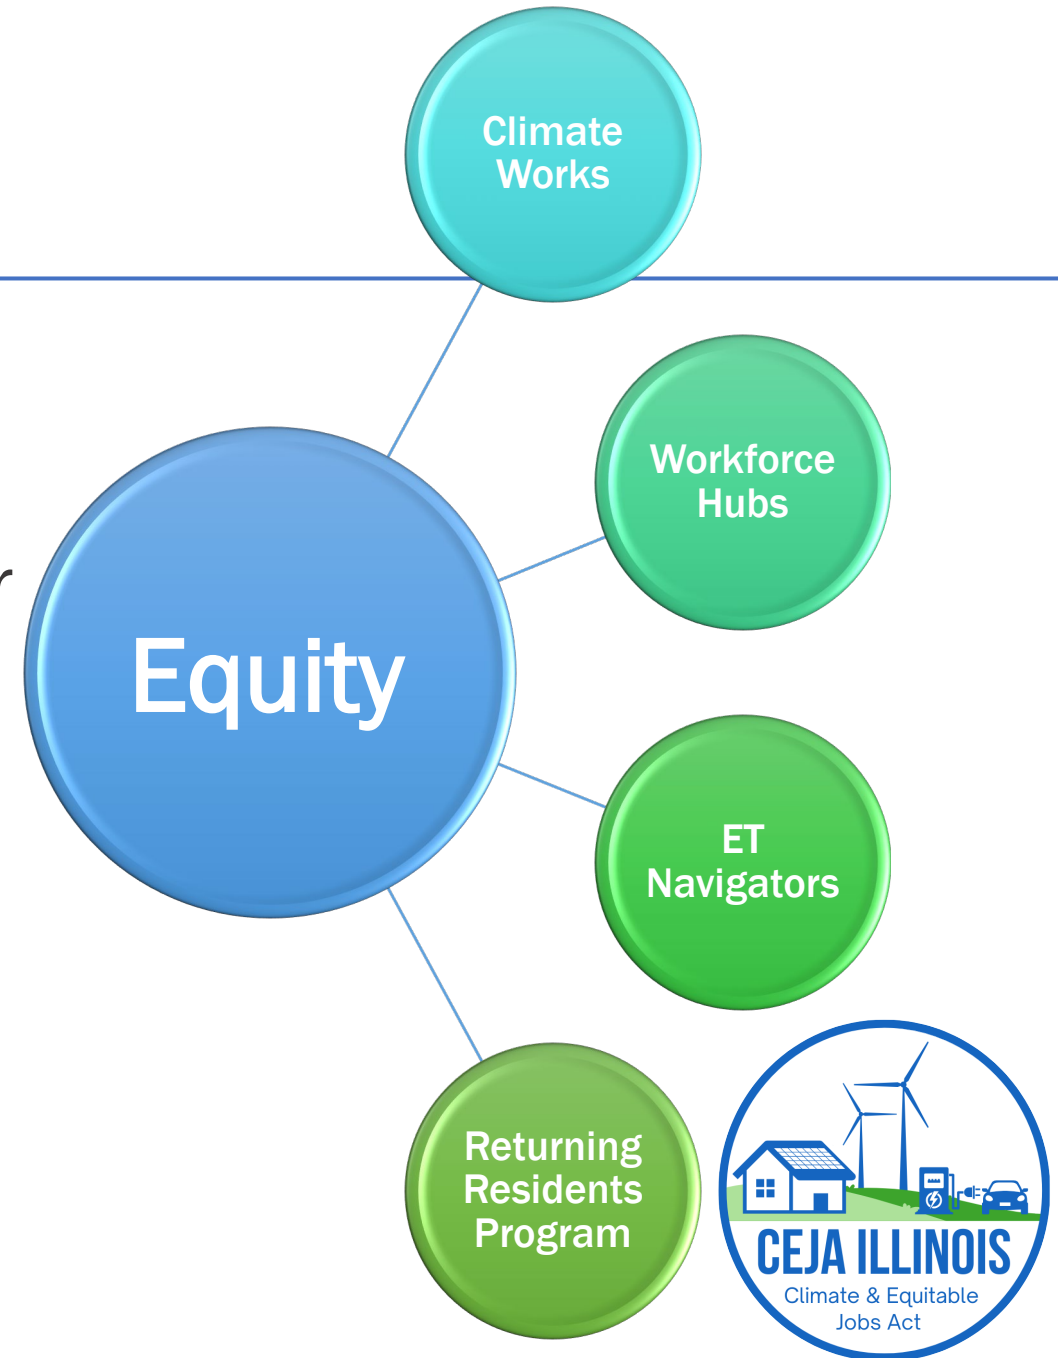 Climate
Works
Workforce
Hubs
r
Equity
ET
Navigators
Returning
Residents
Program
CEJA ILLINOIS
Climate & Equitable
Jobs Act